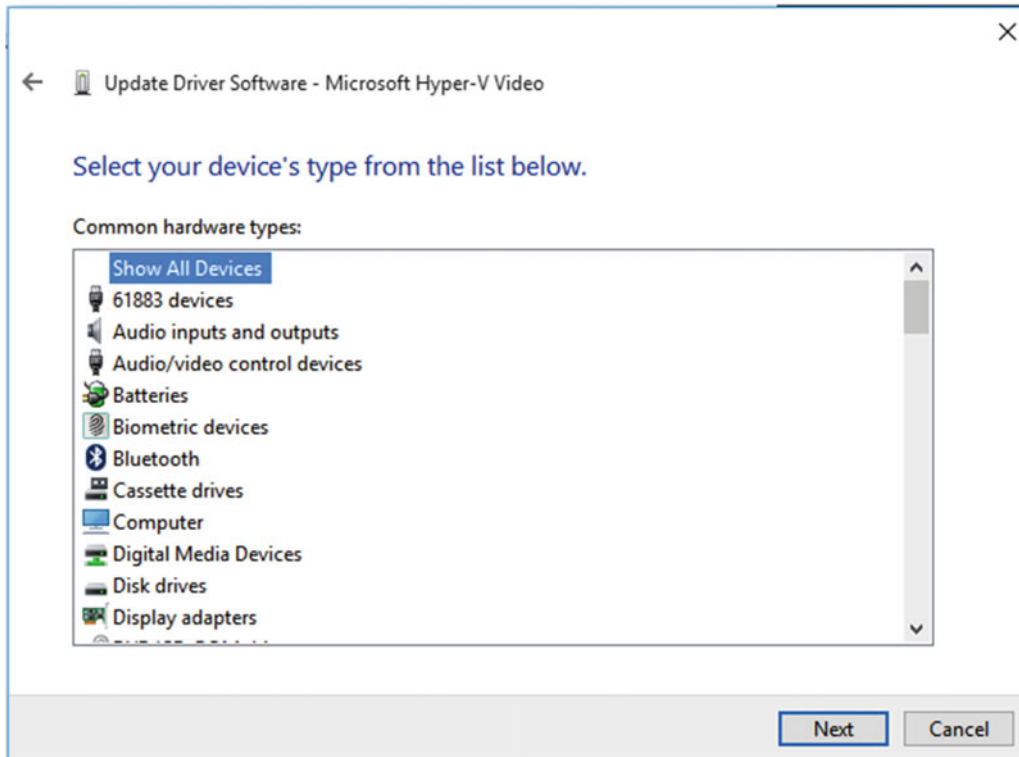 Update Driver Software - Microsoft Hyper-V Video
Select your device's type from the list below.
Common hardware types:
Show All Devices
61883 devices
Audio inputs and outputs
Audio/video control devices
Batteries
Biometric devices
Bluetooth
Cassette drives
Computer
Digital Media Devices
Disk drives
Display adapters
Next Cancel